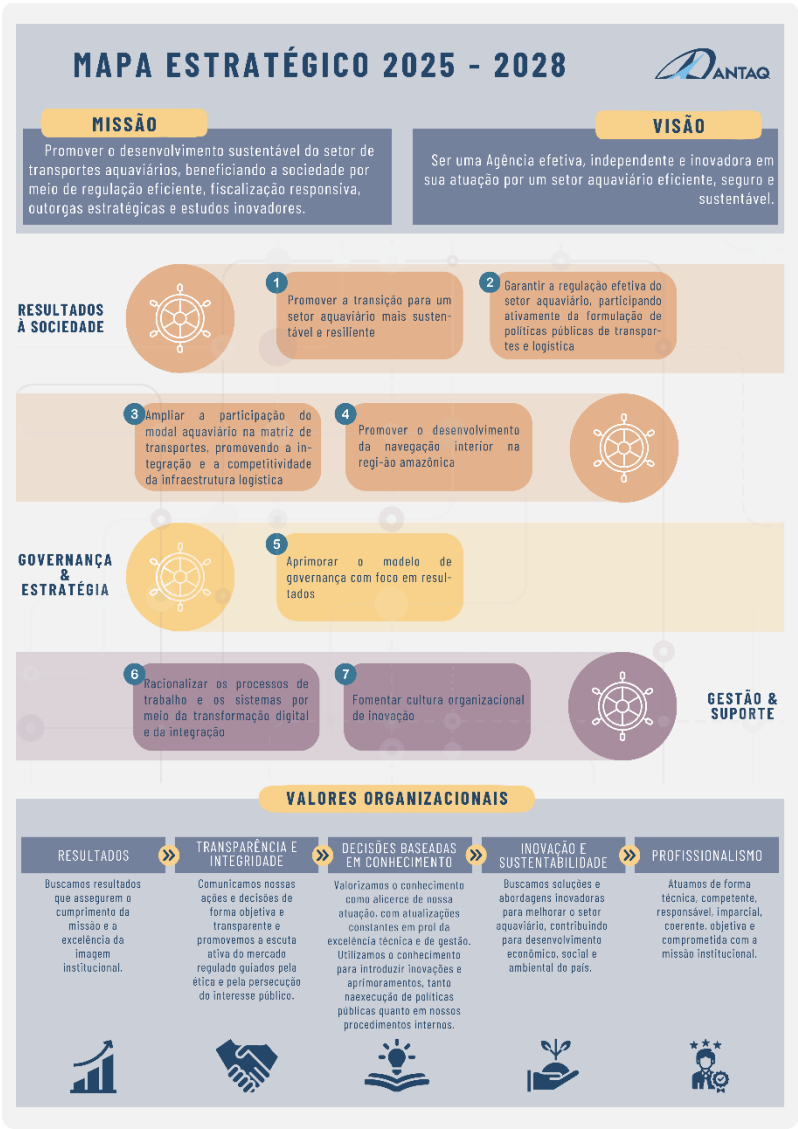 MAPA ESTRATÉGICO 2025 - 2028
ANTAQ
MISSÃO
Promover o desenvolvimento sustentável do setor de
transportes aquaviários, beneficiando a sociedade por
meio de regulação eficiente, fiscalização responsiva,
outorgas estratégicas e estudos inovadores.
VISÃO
Ser uma Agência efetiva, independente e inovadora em
sua atuação por um setor aquaviário eficiente, seguro e
sustentável.
RESULTADOS
À SOCIEDADE
1
Promover a transição para um
setor aquaviário mais susten-
tável e resiliente
2
Garantir a regulação efetiva do
setor aquaviário, participando
ativamente da formulação de
políticas públicas de transpor-
tes e logística
3
Ampliar a participação do
modal aquaviário na matriz de
transportes, promovendo a in-
tegração e a competitividade
da infraestrutura logística
4
Promover o desenvolvimento
da navegação interior na
regi-ão amazônica
GOVERNANÇA
&
ESTRATÉGIA
5
Aprimorar o modelo de
governança com foco em resul-
tados
6
Racionalizar os processos de
trabalho e os sistemas por
meio da transformação digital
e da integração
7
Fomentar cultura organizacional
de inovação
GESTÃO &
SUPORTE
VALORES ORGANIZACIONAIS
RESULTADOS
Buscamos resultados
que assegurem o
cumprimento da
missão e a
excelência da
imagem
institucional.
TRANSPARÊNCIA E
INTEGRIDADE
Comunicamos nossas
ações e decisões de
forma objetiva e
transparente e
promovemos a escuta
ativa do mercado
regulado guiados pela
ética e pela persecução
do interesse público.
DECISÕES BASEADAS
EM CONHECIMENTO
Valorizamos o conhecimento
como alicerce de nossa
atuação, com atualizações
constantes em prol da
excelência técnica e de gestão.
Utilizamos o conhecimento
para introduzir inovações e
aprimoramentos, tanto
naexecução de políticas
públicas quanto em nossos
procedimentos internos.
INOVAÇÃO E
SUSTENTABILIDADE
Buscamos soluções e
abordagens inovadoras
para melhorar o setor
aquaviário, contribuindo
para desenvolvimento
econômico, social e
ambiental do país.
PROFISSIONALISMO
Atuamos de forma
técnica, competente,
responsável, imparcial,
coerente, objetiva e
comprometida com a
missão institucional.